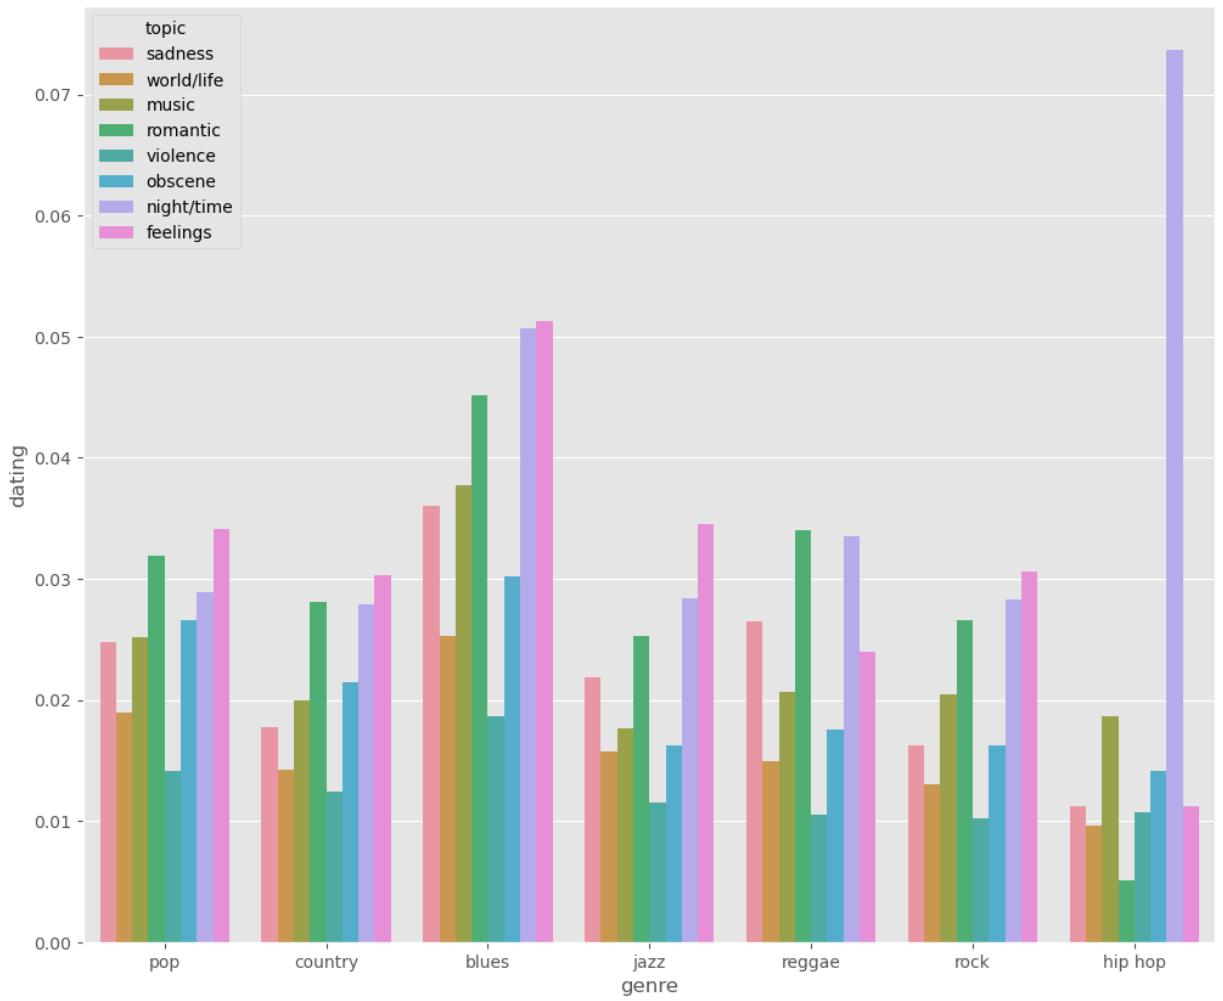 topic
sadness
world/life
music
romantic
violence
obscene
night/time
feelings
0.07
0.06
0.05
0.04
0.03
0.02
0.01
0.00
dating
pop country blues jazz reggae rock hip hop
genre